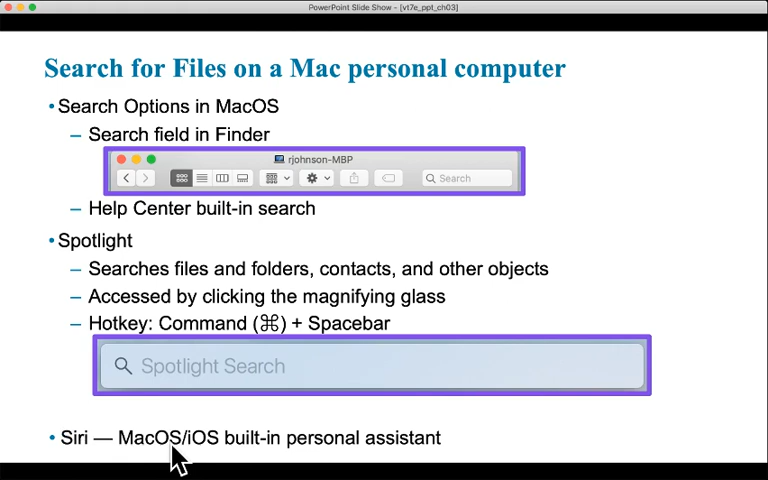 PowerPoint Slide Show - [vt7e_ppt_ch03]
Search for Files on a Mac personal computer
• Search Options in MacOS
– Search field in Finder
rjohnson-MBP
Search
– Help Center built-in search
• Spotlight
– Searches files and folders, contacts, and other objects
– Accessed by clicking the magnifying glass
– Hotkey: Command (⌘) + Spacebar
Spotlight Search
• Siri — MacOS/iOS built-in personal assistant